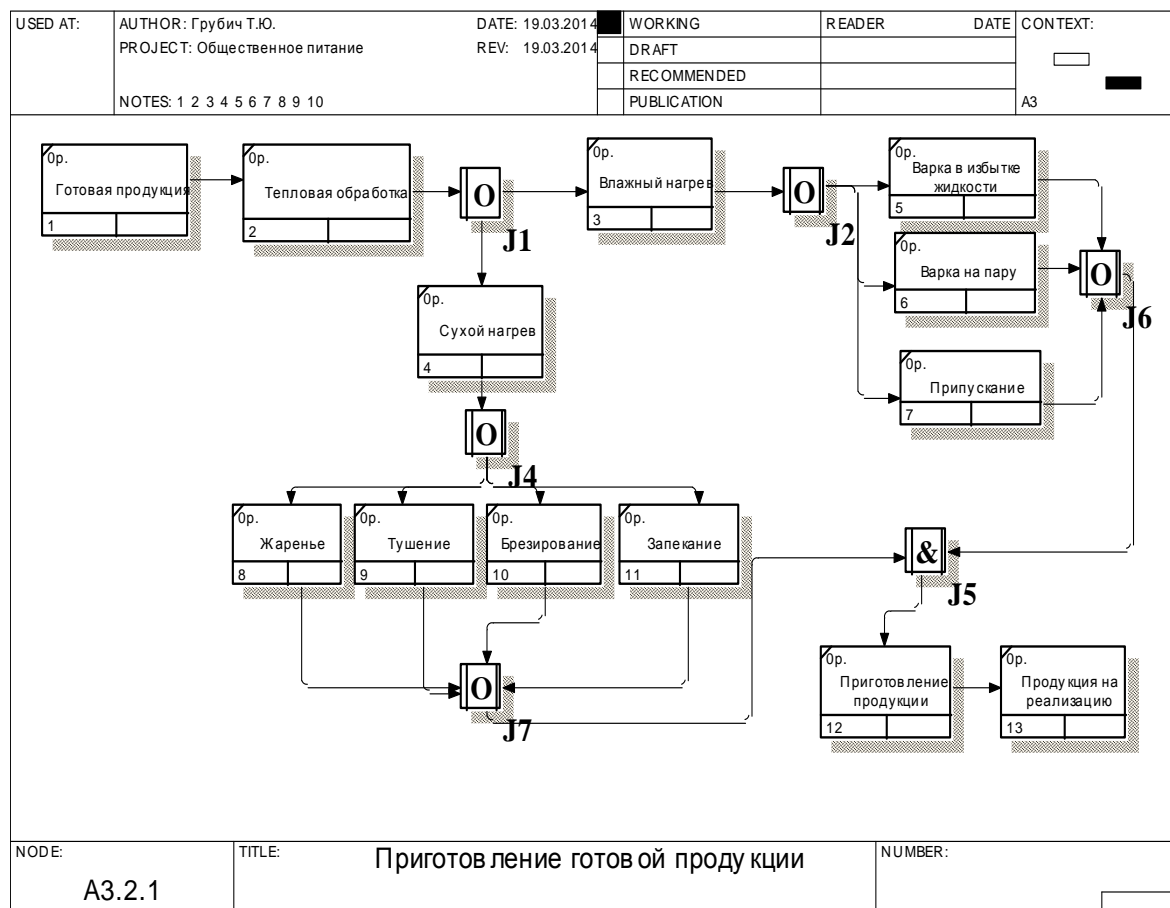 USED AT:
AUTHOR: Грубич Т.Ю.
DATE: 19.03.2014
PROJECT: Общественное питание
REV: 19.03.2014
NOTES: 1 2 3 4 5 6 7 8 9 10
WORKING
DRAFT
RECOMMENDED
PUBLICATION
READER
DATE
CONTEXT:
A3
0р.
Готовая продукция
1
0р.
Тепловая обработка
2
O
J1
0р.
Влажный нагрев
3
O
J2
0р.
Варка в избытке
жидкости
5
0р.
Варка на пару
6
O
J6
0р.
Припускание
7
0р.
Сухой нагрев
4
O
J4
0р.
Жаренье
8
0р.
Тушение
9
0р.
Брезирование
10
0р.
Запекание
11
&
J5
O
J7
0р.
Приготовление
продукции
12
0р.
Продукция на
реализацию
13
NODE:
A3.2.1
TITLE:
Приготовление готовой продукции
NUMBER: